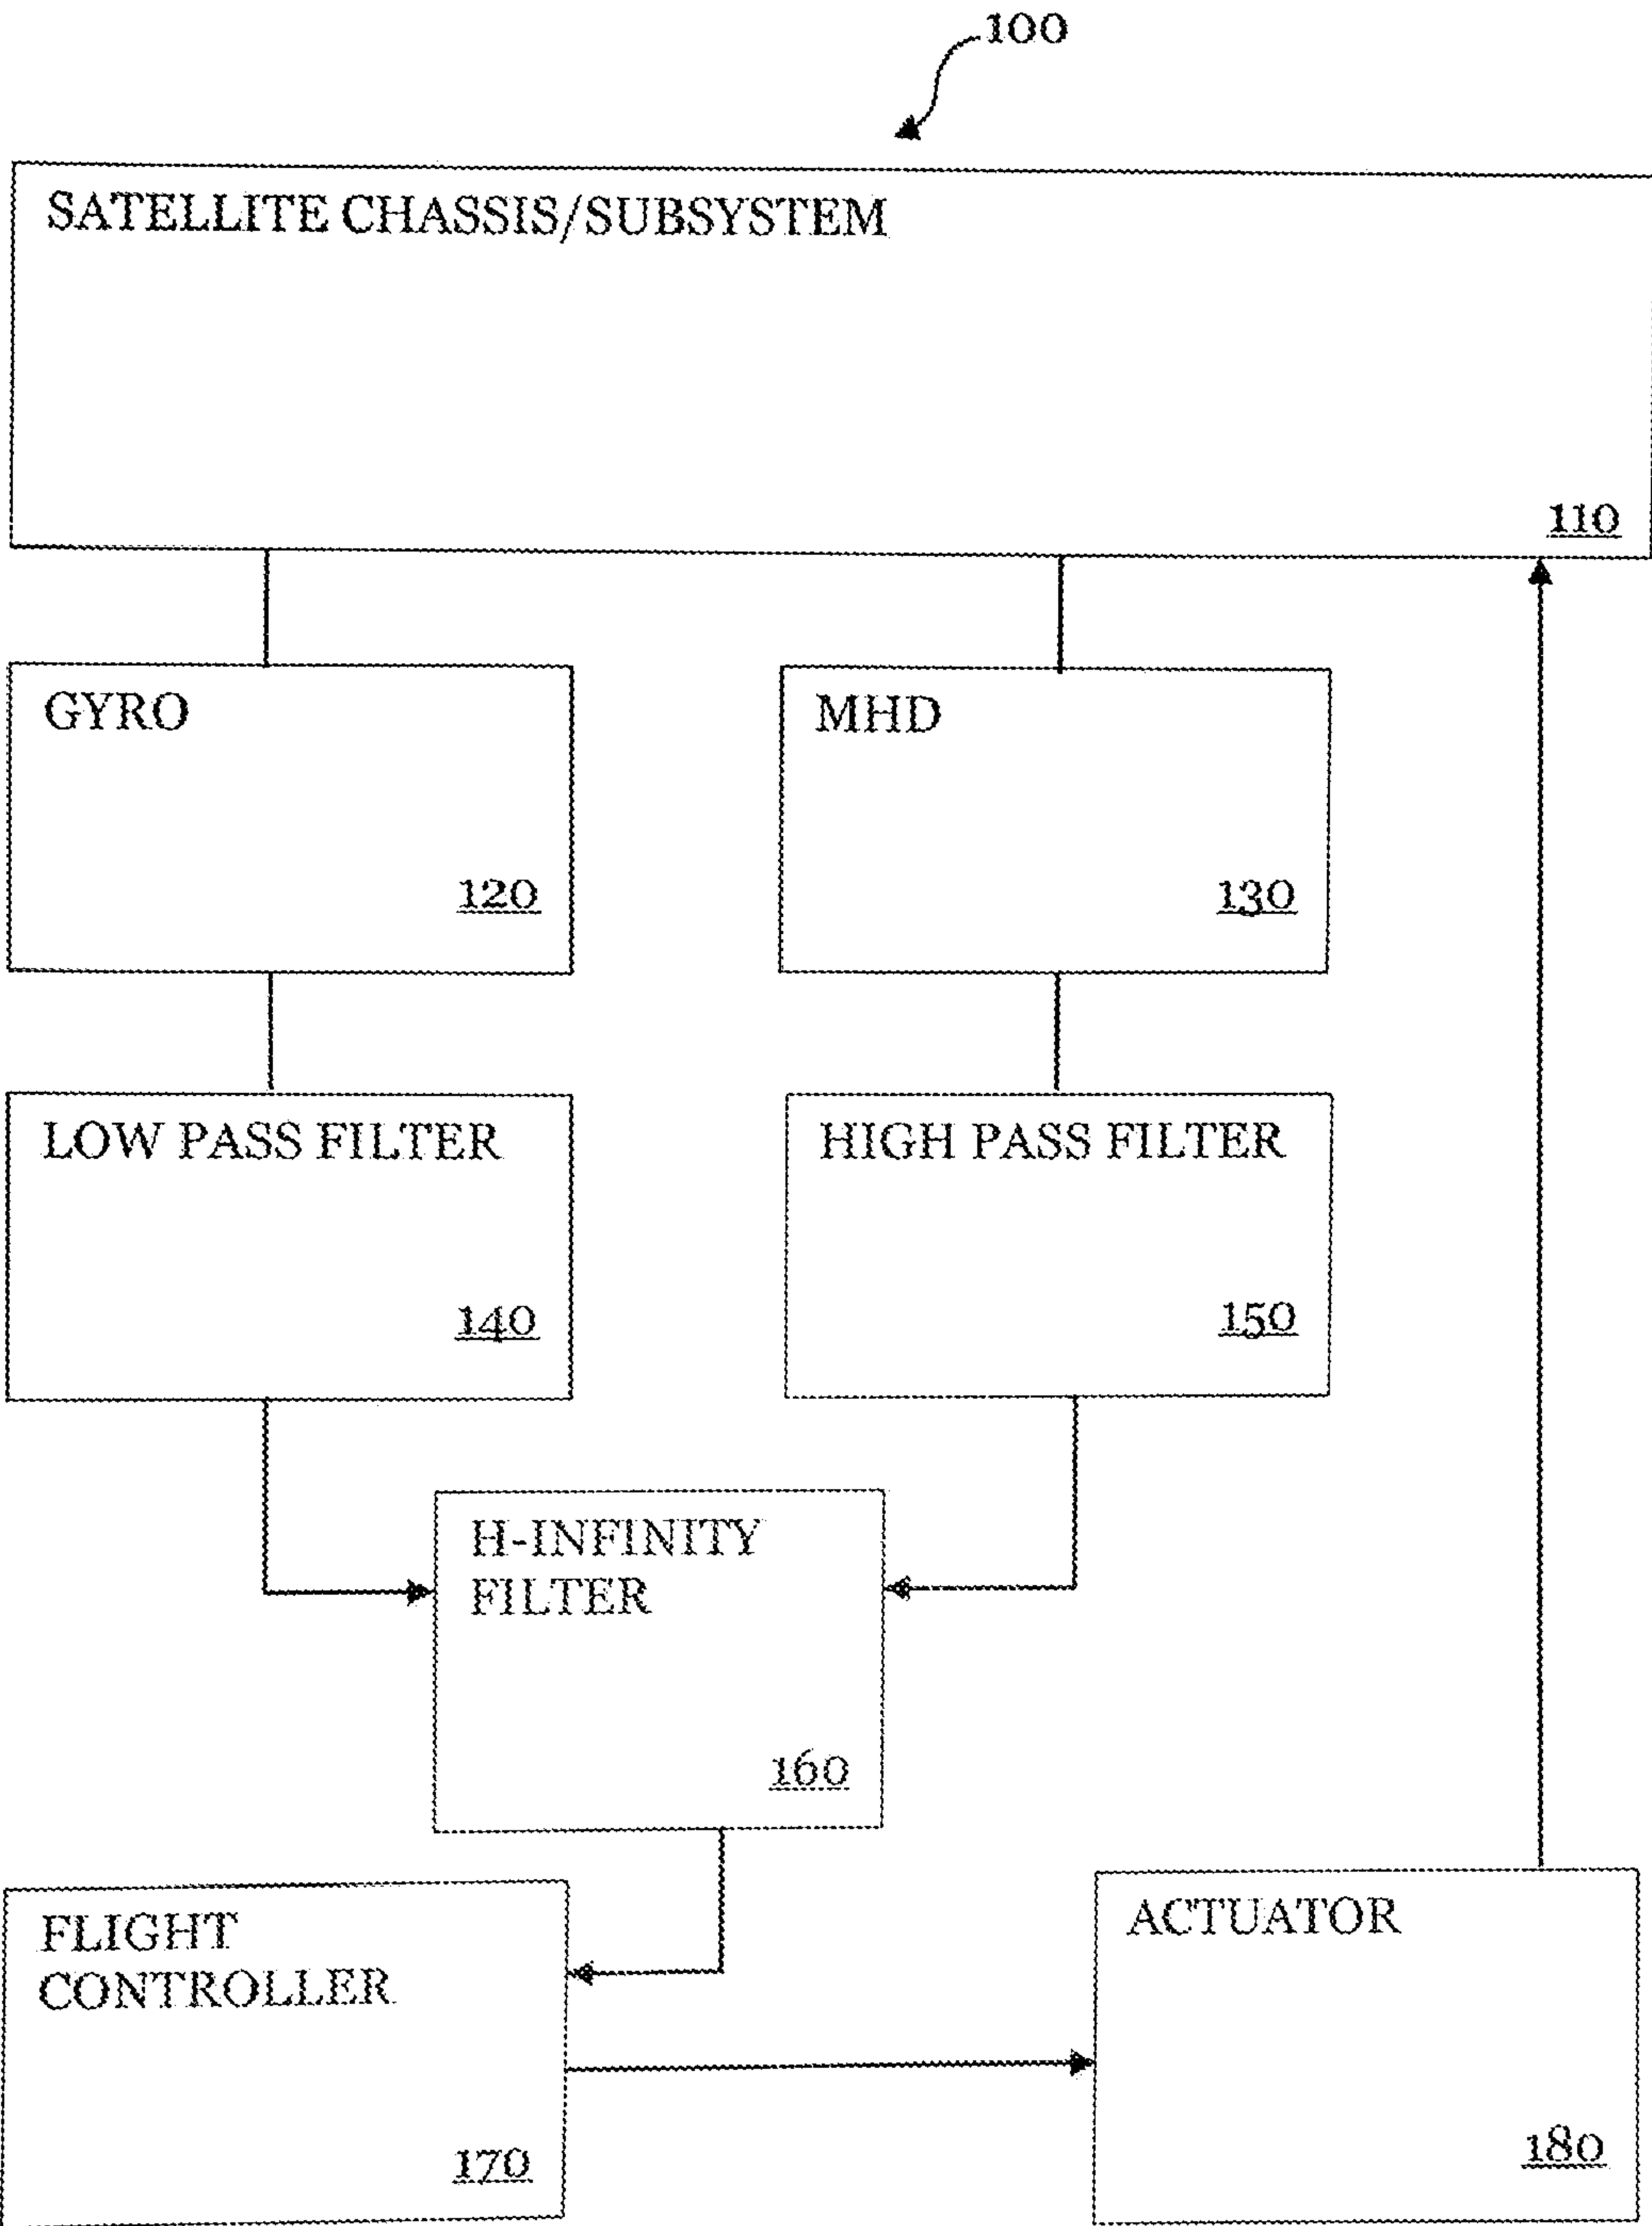 100
SATELLITE CHASSIS/SUBSYSTEM
110
GYRO
120
MHD
130
LOW PASS FILTER
140
HIGH PASS FILTER
150
H-INFINITY
FILTER
160
FLIGHT
CONTROLLER
170
ACTUATOR
180